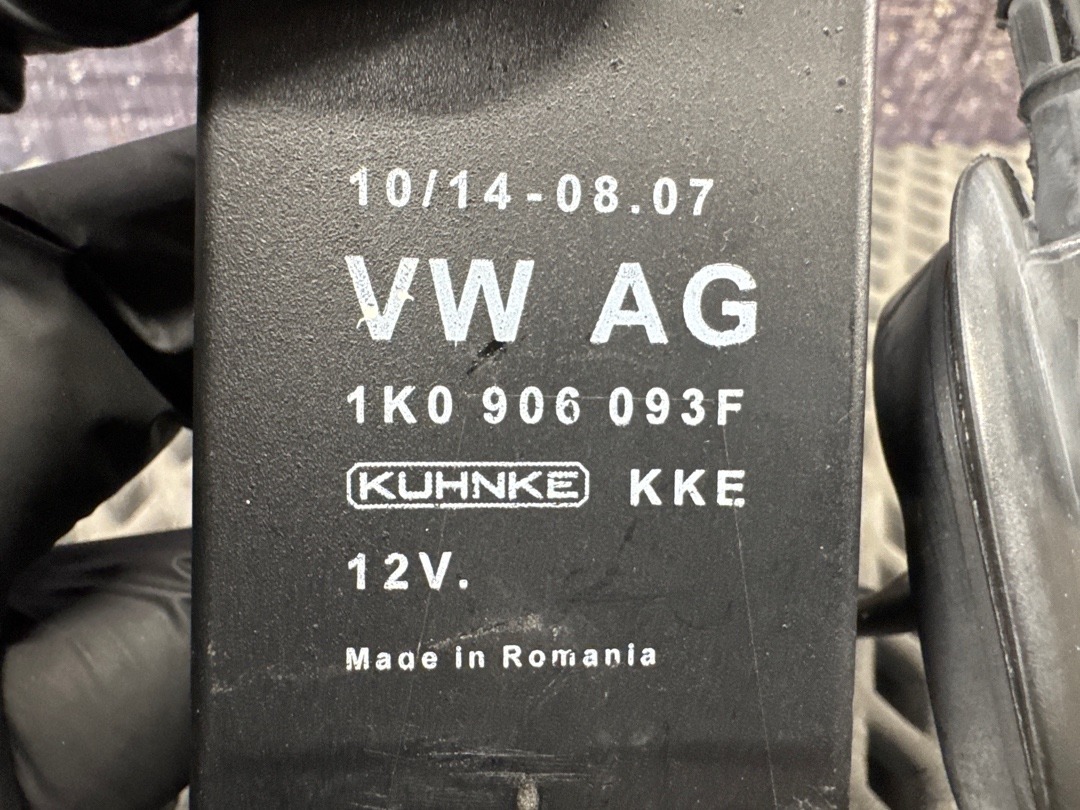 10/14-08.07
VW AG
1K0 906 093F
KUHNKE KKE
12V.
Made in Romania